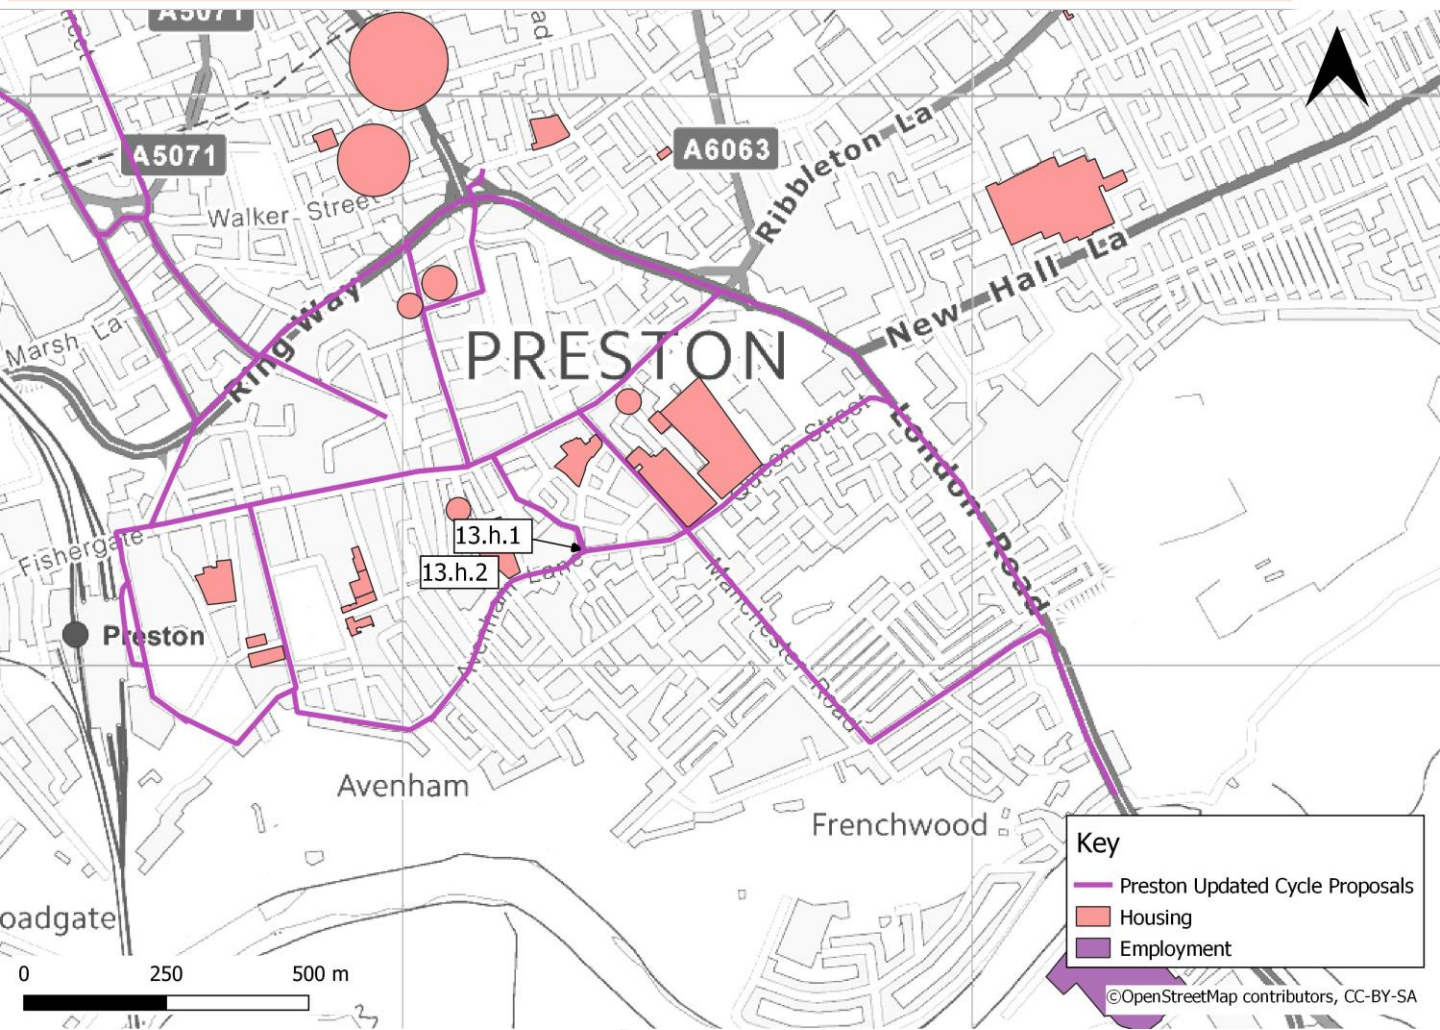 A5071
A5071
A6063
Ribbleton La
Walker Street
New Hall La
Ring Way
Marsh La
PRESTON
Queen Street
London Road
Fishergate
13.h.1
13.h.2
Avenham Lane
Manchester Road
Preston
Avenham
Frenchwood
oadgate
Key
Preston Updated Cycle Proposals
Housing
Employment
0 250 500 m
©OpenStreetMap contributors, CC-BY-SA